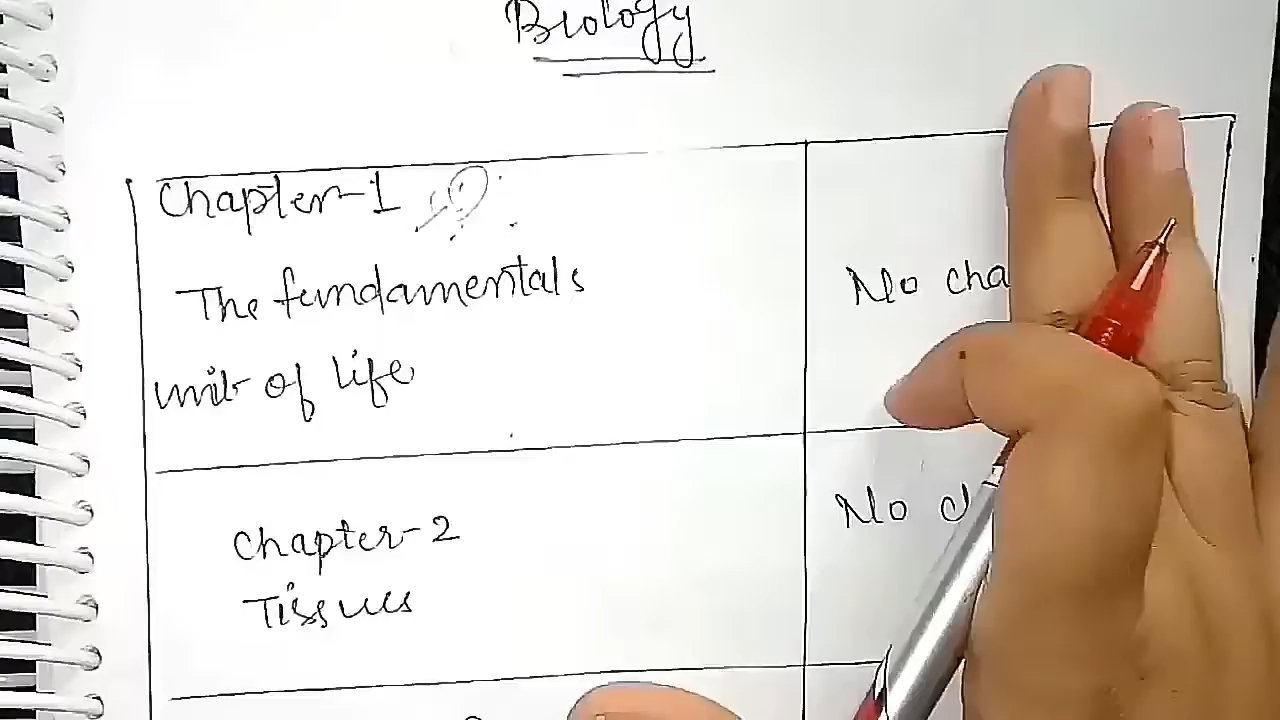 Biology
Chapter-1
The fundamentals
unit of life
No cha
Chapter-2
Tissues
No c